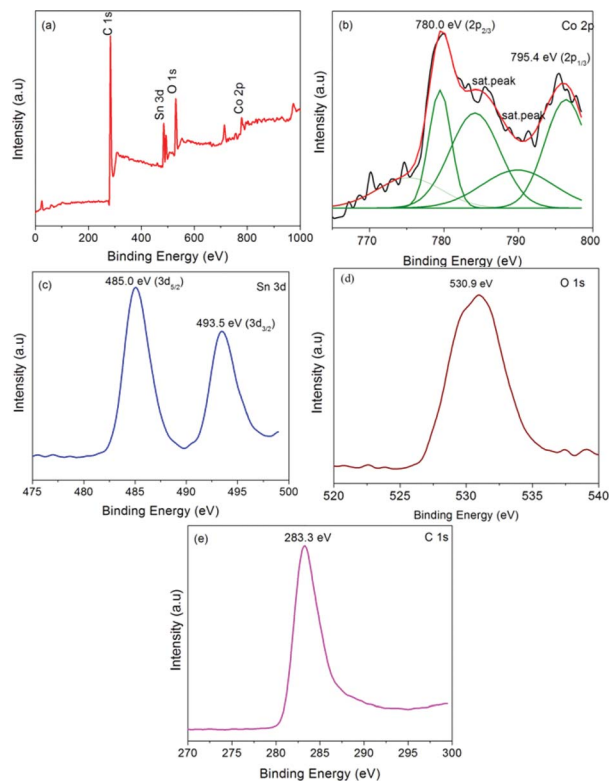 (a)
C 1s
Sn 3d
O 1s
Co 2p
Intensity (a.u)
0 200 400 600 800 1000
Binding Energy (eV)
(b)
780.0 eV (2p2/3)
Co 2p
795.4 eV (2p1/3)
sat.peak
sat.peak
Intensity (a.u)
770 780 790 800
Binding Energy (eV)
(c)
485.0 eV (3d5/2)
Sn 3d
493.5 eV (3d3/2)
Intensity (a.u)
475 480 485 490 495 500
Binding Energy (eV)
(d)
530.9 eV
O 1s
Intensity (a.u)
520 525 530 535 540
Binding Energy (eV)
(e)
283.3 eV
C 1s
Intensity (a.u)
270 275 280 285 290 295 300
Binding Energy (eV)